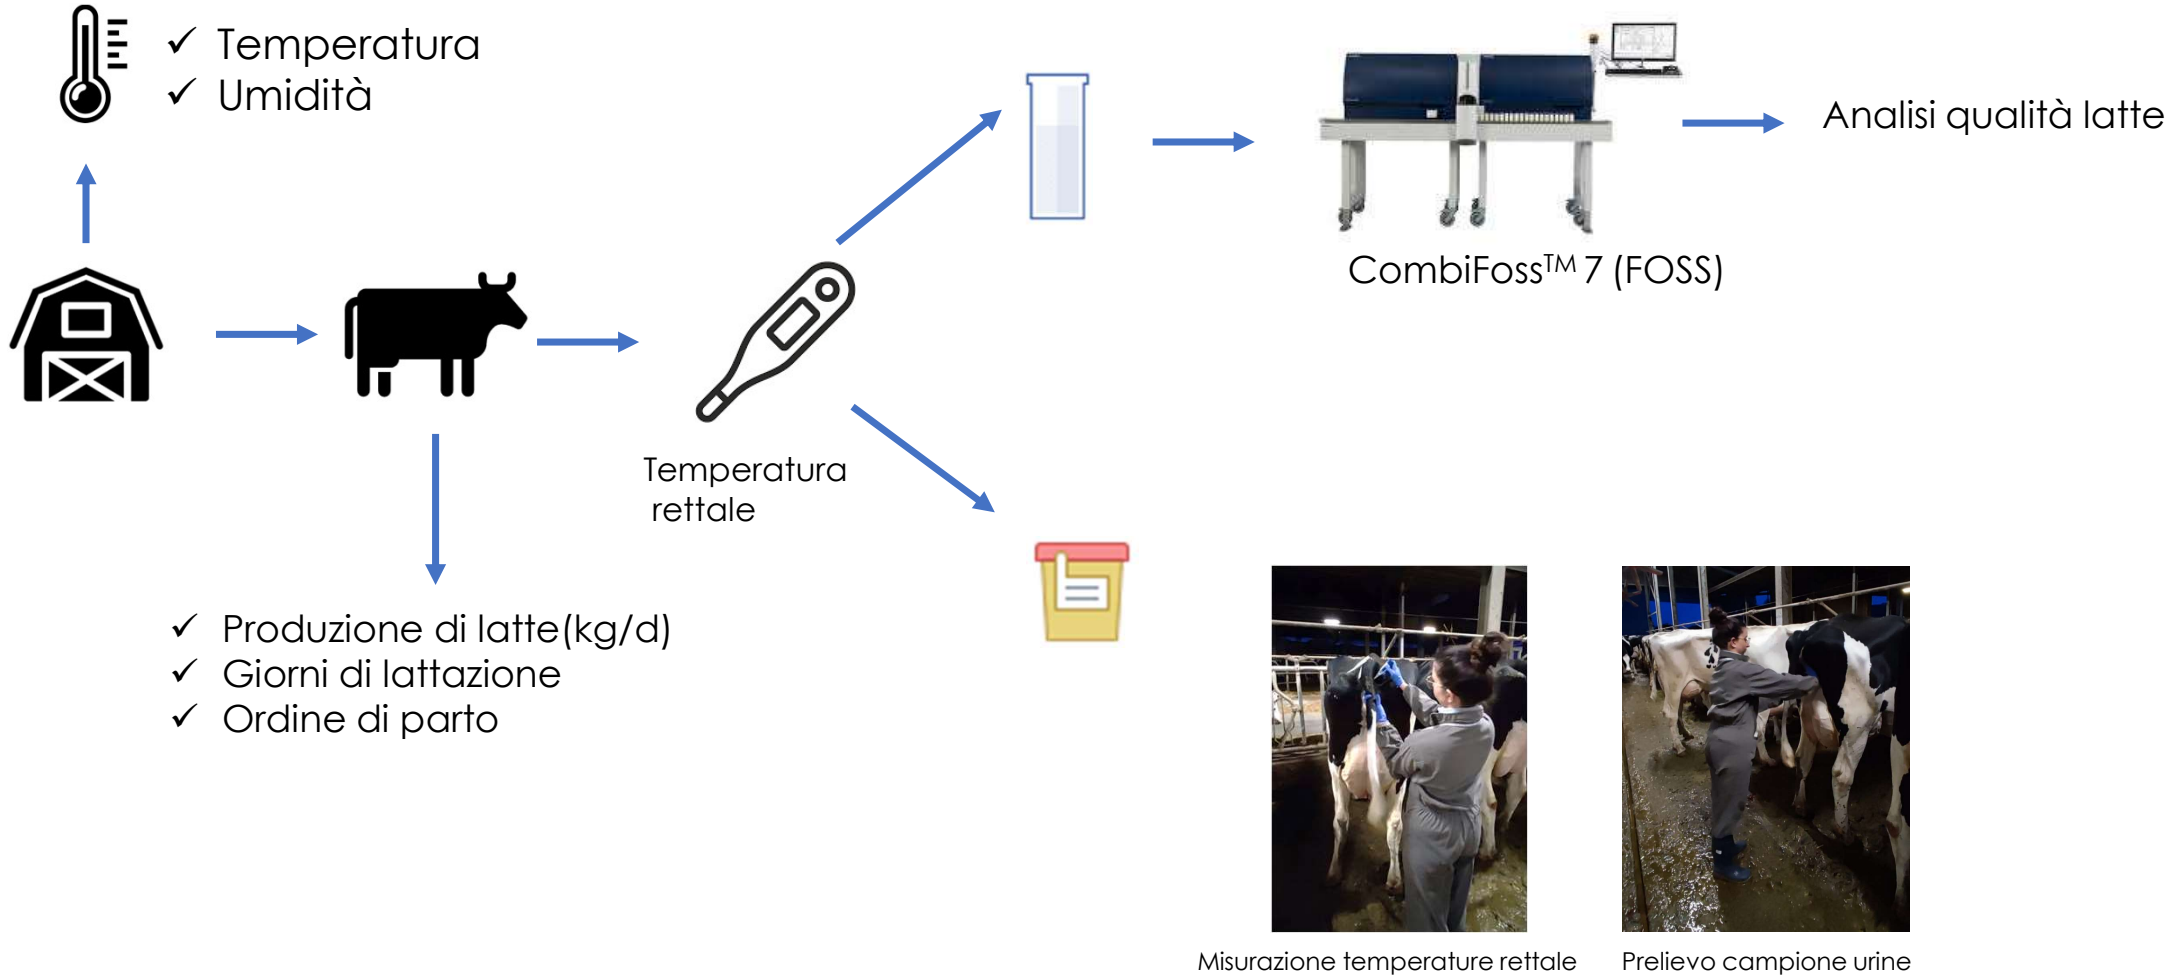 ✓ Temperatura
✓ Umidità
Analisi qualità latte
CombiFoss™ 7 (FOSS)
Temperatura
rettale
✓ Produzione di latte(kg/d)
✓ Giorni di lattazione
✓ Ordine di parto
Misurazione temperature rettale
Prelievo campione urine